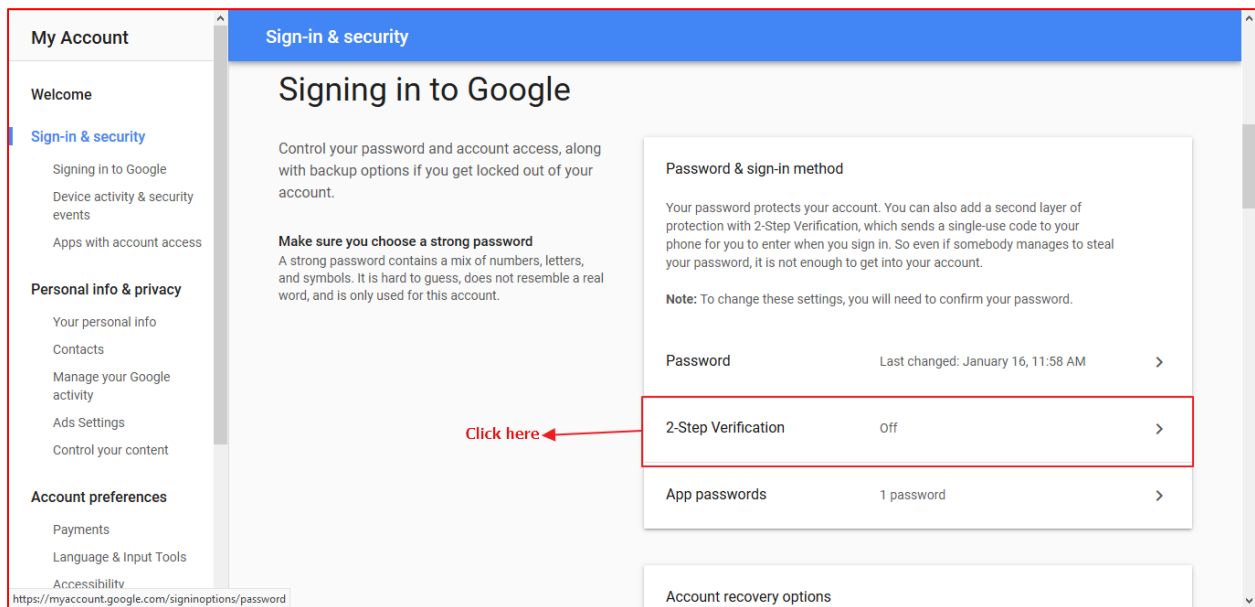 My Account
Welcome
Sign-in & security
Signing in to Google
Device activity & security
events
Apps with account access
Personal info & privacy
Your personal info
Contacts
Manage your Google
activity
Ads Settings
Control your content
Account preferences
Payments
Language & Input Tools
Accessibility
https://myaccount.google.com/signinoptions/password
Sign-in & security
Signing in to Google
Control your password and account access, along
with backup options if you get locked out of your
account.
Make sure you choose a strong password
A strong password contains a mix of numbers, letters,
and symbols. It is hard to guess, does not resemble a real
word, and is only used for this account.
Click here
Password & sign-in method
Your password protects your account. You can also add a second layer of
protection with 2-Step Verification, which sends a single-use code to your
phone for you to enter when you sign in. So even if somebody manages to steal
your password, it is not enough to get into your account.
Note: To change these settings, you will need to confirm your password.
Password Last changed: January 16, 11:58 AM
2-Step Verification Off
App passwords 1 password
Account recovery options